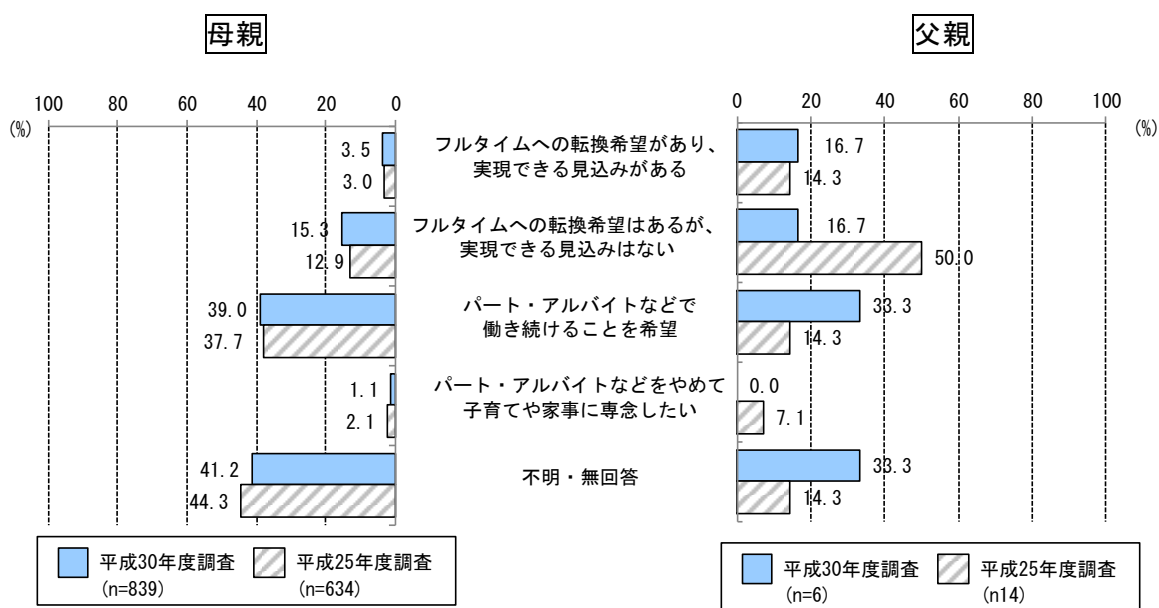 母親
父親
100 80 60 40 20 0
(%)
0 20 40 60 80 100
(%)
3.5
3.0
フルタイムへの転換希望があり、
実現できる見込みがある
16.7
14.3
15.3
12.9
フルタイムへの転換希望はあるが、
実現できる見込みはない
16.7
50.0
39.0
37.7
パート・アルバイトなどで
働き続けることを希望
33.3
14.3
1.1
2.1
パート・アルバイトなどをやめて
子育てや家事に専念したい
0.0
7.1
41.2
44.3
不明・無回答
33.3
14.3
平成30年度調査 平成25年度調査
(n=839) (n=634)
平成30年度調査 平成25年度調査
(n=6) (n14)